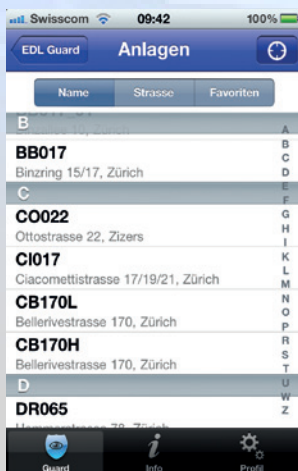 Swisscom 09:42 100%
EDL Guard Anlagen
Name Strasse Favoriten
B
BB017
Binzring 15/17, Zürich
C
CO022
Ottostrasse 22, Zizers
CI017
Ciacomettistrasse 17/19/21, Zürich
CB170L
Bellerivestrasse 170, Zürich
CB170H
Bellerivestrasse 170, Zürich
D
DR065
A
B
C
D
E
F
G
H
I
K
L
M
N
O
P
R
S
T
U
W
Z
Guard Info Profil